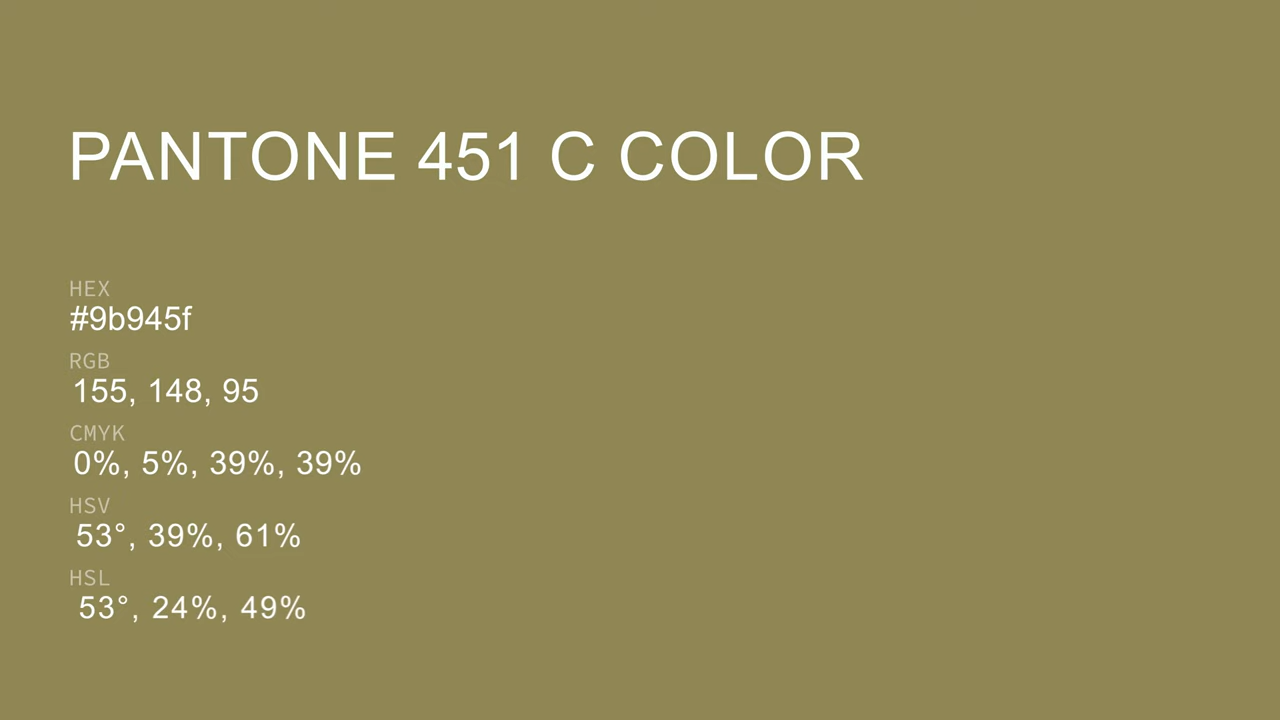 PANTONE 451 C COLOR
HEX
#9b945f
RGB
155, 148, 95
CMYK
0%, 5%, 39%, 39%
HSV
53°, 39%, 61%
HSL
53°, 24%, 49%